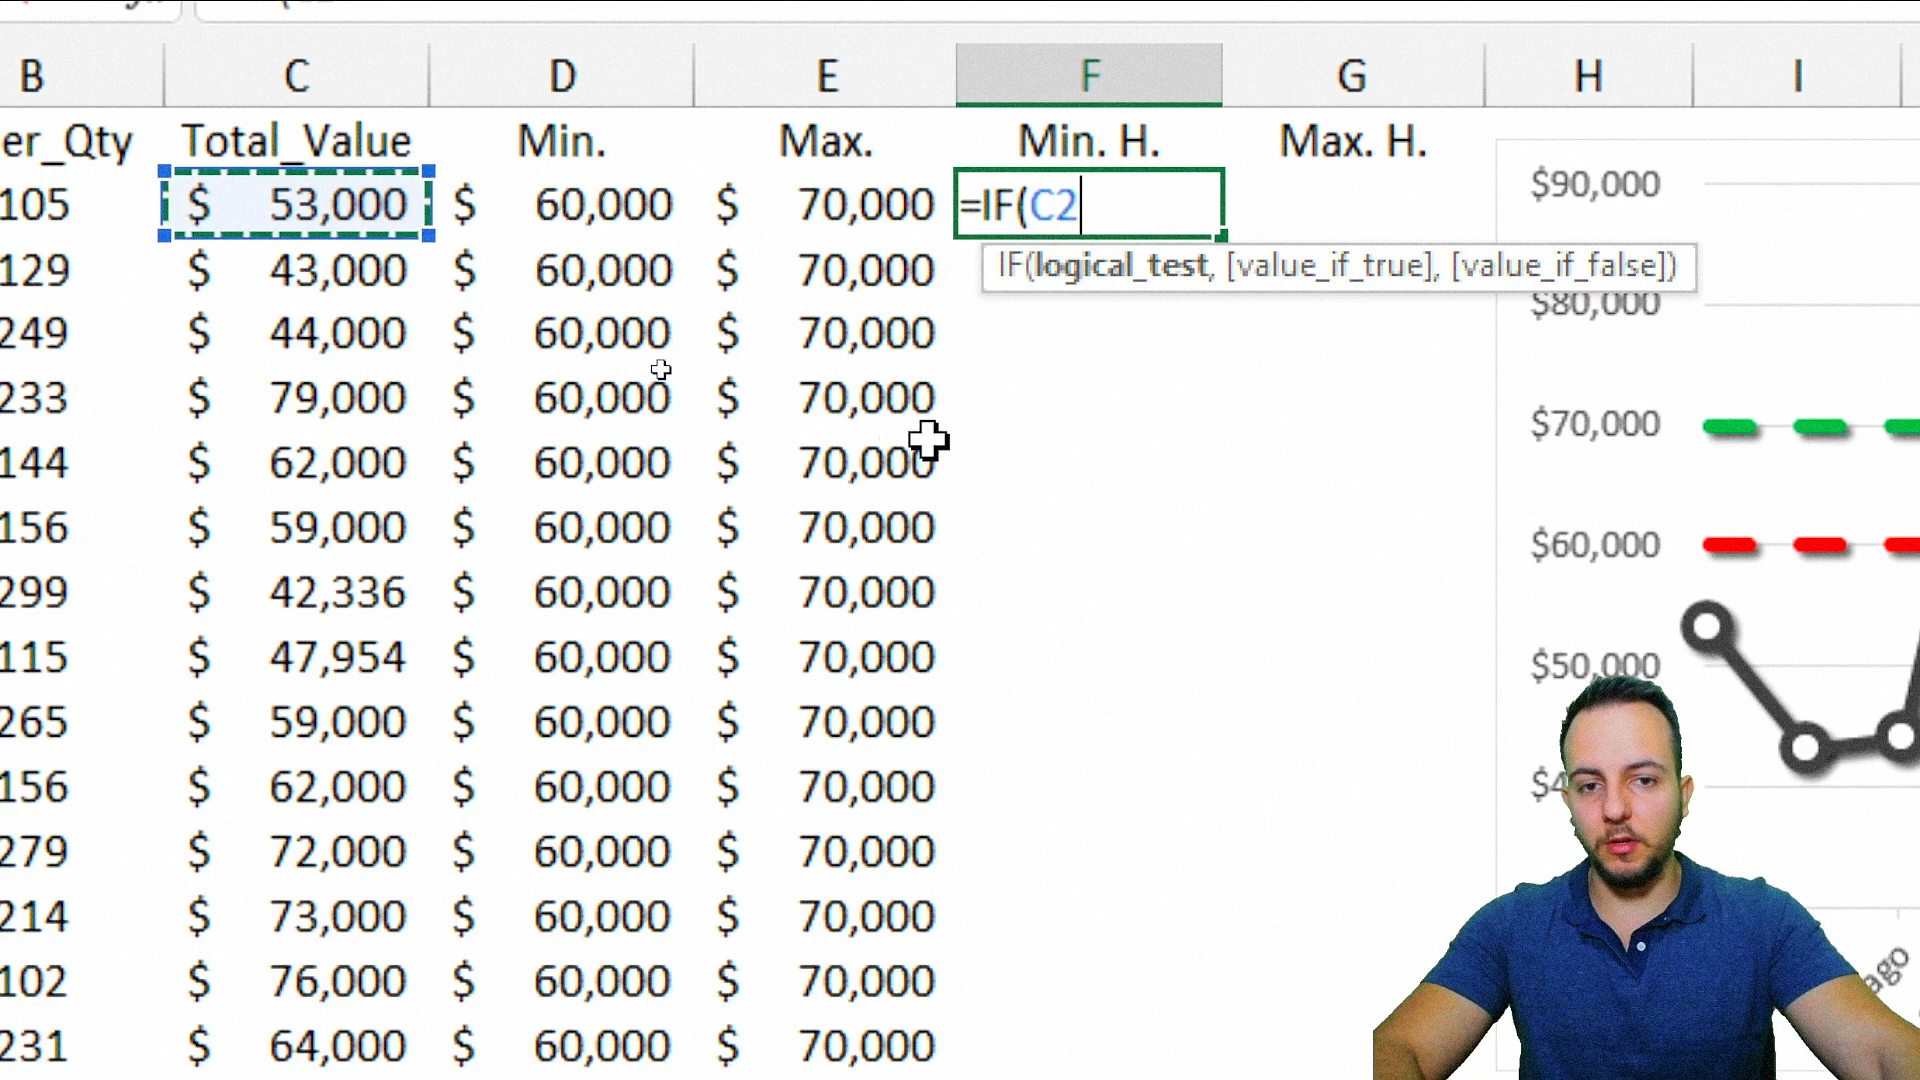 B C D E F G H I
er_Qty Total_Value Min. Max. Min. H. Max. H.
105 $ 53,000 $ 60,000 $ 70,000 =IF(C2
IF(logical_test, [value_if_true], [value_if_false])
129 $ 43,000 $ 60,000 $ 70,000
249 $ 44,000 $ 60,000 $ 70,000
233 $ 79,000 $ 60,000 $ 70,000
144 $ 62,000 $ 60,000 $ 70,000
156 $ 59,000 $ 60,000 $ 70,000
299 $ 42,336 $ 60,000 $ 70,000
115 $ 47,954 $ 60,000 $ 70,000
265 $ 59,000 $ 60,000 $ 70,000
156 $ 62,000 $ 60,000 $ 70,000
279 $ 72,000 $ 60,000 $ 70,000
214 $ 73,000 $ 60,000 $ 70,000
102 $ 76,000 $ 60,000 $ 70,000
231 $ 64,000 $ 60,000 $ 70,000
$90,000
$80,000
$70,000
$60,000
$50,000
$4
ago